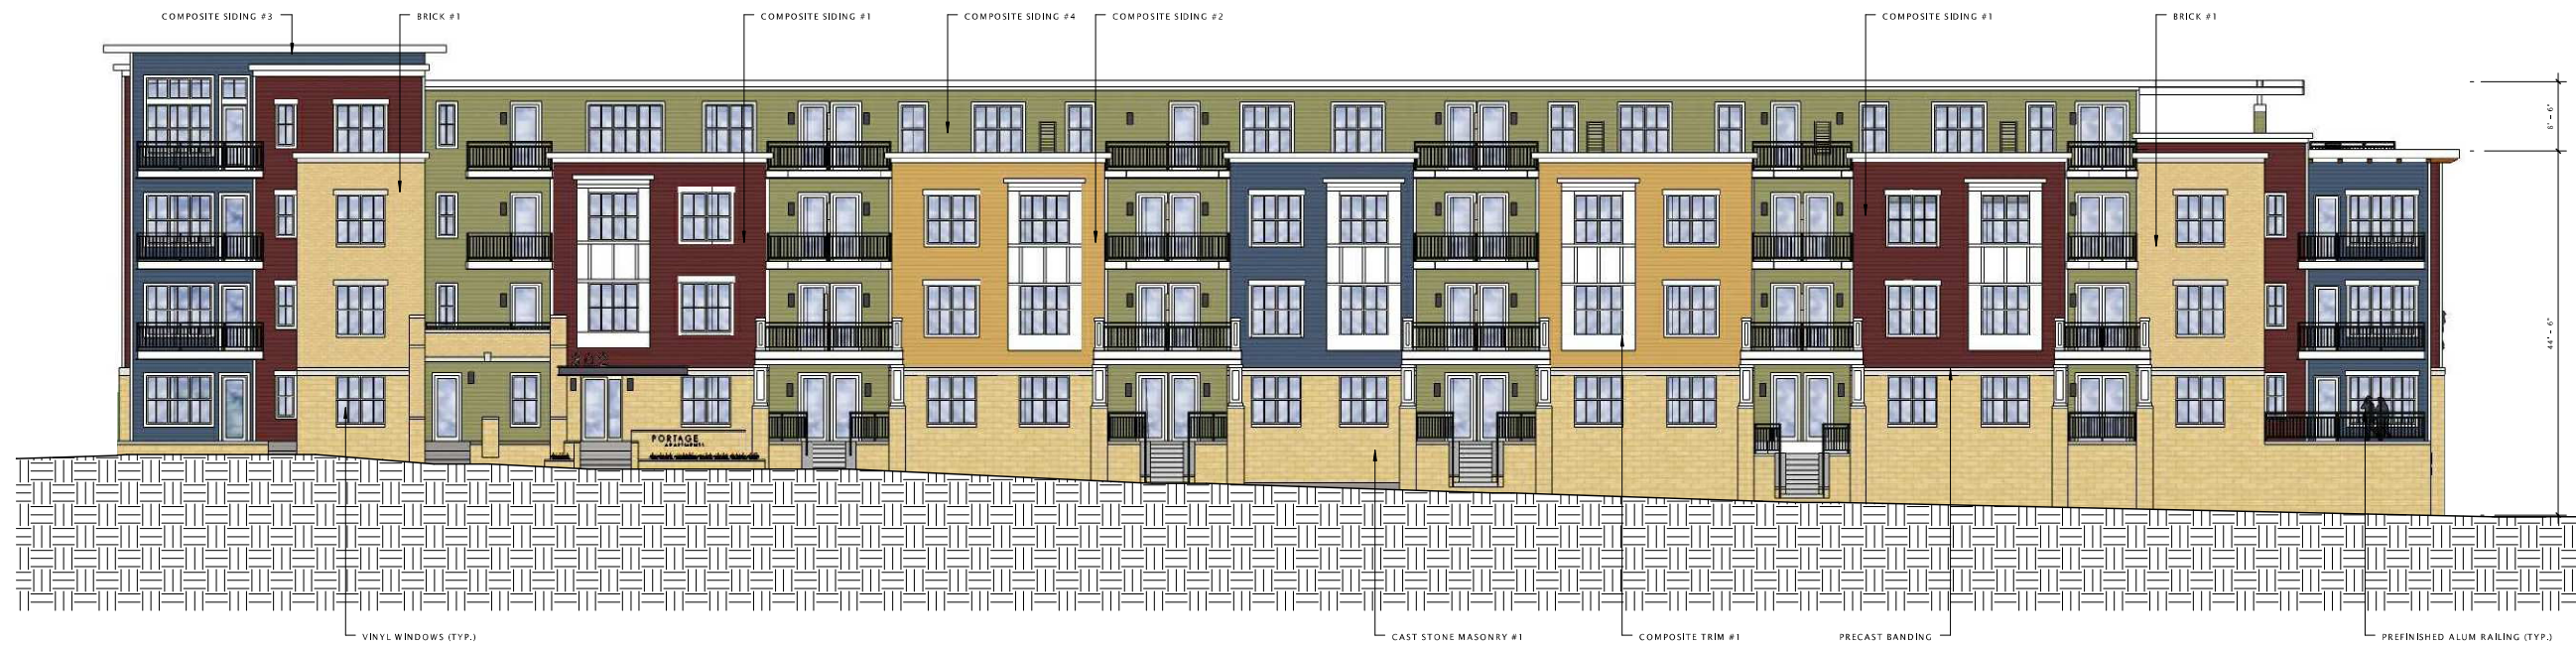 COMPOSITE SIDING #3
BRICK #1
COMPOSITE SIDING #1
COMPOSITE SIDING #4
COMPOSITE SIDING #2
COMPOSITE SIDING #1
BRICK #1
44' - 6"
PORTAGE
APARTMENTS
VINYL WINDOWS (TYP.)
CAST STONE MASONRY #1
COMPOSITE TRIM #1
PRECAST BANDING
PREFINISHED ALUM RAILING (TYP.)